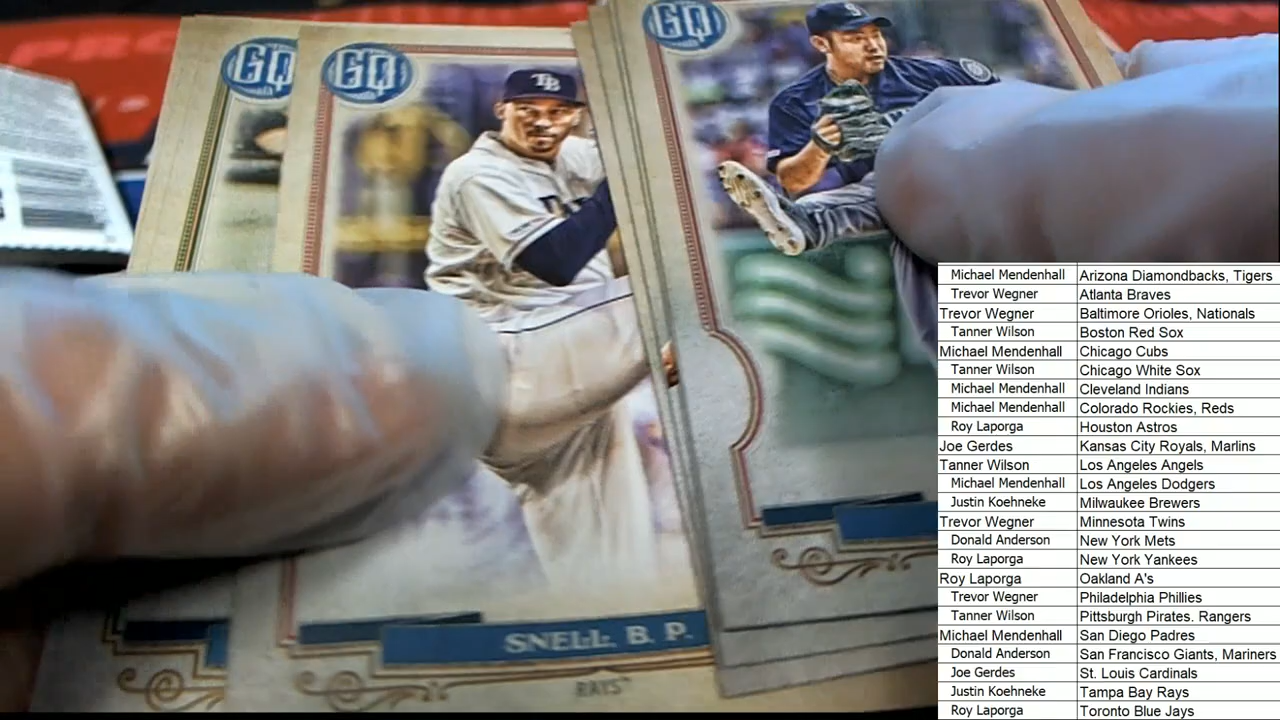 GQ
GQ
GQ
TB
SNELL, B. P.
RAYS
Michael Mendenhall Arizona Diamondbacks, Tigers
Trevor Wegner Atlanta Braves
Trevor Wegner Baltimore Orioles, Nationals
Tanner Wilson Boston Red Sox
Michael Mendenhall Chicago Cubs
Tanner Wilson Chicago White Sox
Michael Mendenhall Cleveland Indians
Michael Mendenhall Colorado Rockies, Reds
Roy Laporga Houston Astros
Joe Gerdes Kansas City Royals, Marlins
Tanner Wilson Los Angeles Angels
Michael Mendenhall Los Angeles Dodgers
Justin Koehneke Milwaukee Brewers
Trevor Wegner Minnesota Twins
Donald Anderson New York Mets
Roy Laporga New York Yankees
Roy Laporga Oakland A's
Trevor Wegner Philadelphia Phillies
Tanner Wilson Pittsburgh Pirates. Rangers
Michael Mendenhall San Diego Padres
Donald Anderson San Francisco Giants, Mariners
Joe Gerdes St. Louis Cardinals
Justin Koehneke Tampa Bay Rays
Roy Laporga Toronto Blue Jays